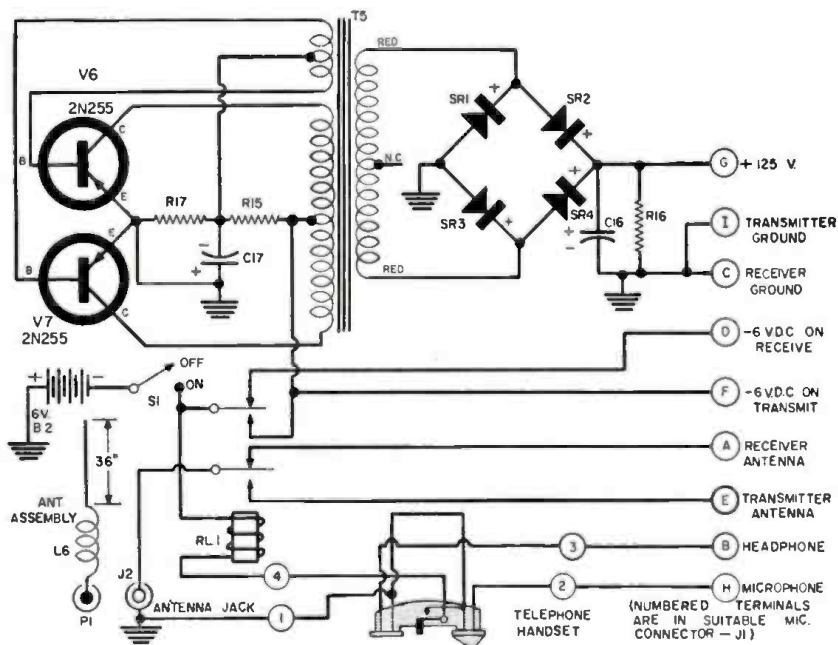 T5
RED
V6
2N255
C
B
E
SR1
+
SR2
+
N.C
G
+ 125 V.
R17
R15
E
SR3
+
SR4
+
C16
+
−
R16
I
TRANSMITTER
GROUND
RED
−
C17
+
B
C
C
RECEIVER
GROUND
V7
2N255
D
-6 V.D.C ON
RECEIVE
OFF
ON
+
−
S1
6V.
B2
F
-6 V.D.C ON
TRANSMIT
36"
A
RECEIVER
ANTENNA
ANT
ASSEMBLY
L6
E
TRANSMITTER
ANTENNA
RL.1
3
B
HEADPHONE
J2
4
2
H
MICROPHONE
P1
ANTENNA JACK
1
TELEPHONE
HANDSET
(NUMBERED TERMINALS
ARE IN SUITABLE MIC.
CONNECTOR — J1)